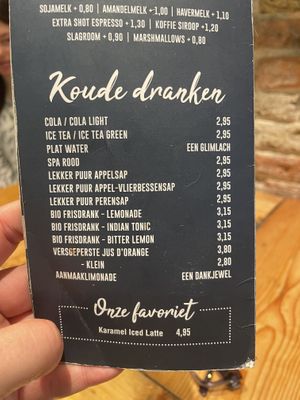 SOJAMELK + 0,80 | AMANDELMELK + 1,00 | HAVERMELK + 1,10
EXTRA SHOT ESPRESSO + 1,30 | KOFFIE SIROOP + 1,20
SLAGROOM + 0,90 | MARSHMALLOWS + 0,80
Koude dranken
COLA / COLA LIGHT 2,95
ICE TEA / ICE TEA GREEN 2,95
PLAT WATER EEN GLIMLACH
SPA ROOD 2,95
LEKKER PUUR APPELSAP 2,95
LEKKER PUUR APPEL-VLIERBESSENSAP 2,95
LEKKER PUUR PERENSAP 2,95
BIO FRISDRANK - LEMONADE 3,15
BIO FRISDRANK - INDIAN TONIC 3,15
BIO FRISDRANK - BITTER LEMON 3,15
VERSGEPERSTE JUS D'ORANGE 3,80
- KLEIN 2,80
AANMAAKLIMONADE EEN DANKJEWEL
Onze favoriet
Karamel Iced Latte 4,95